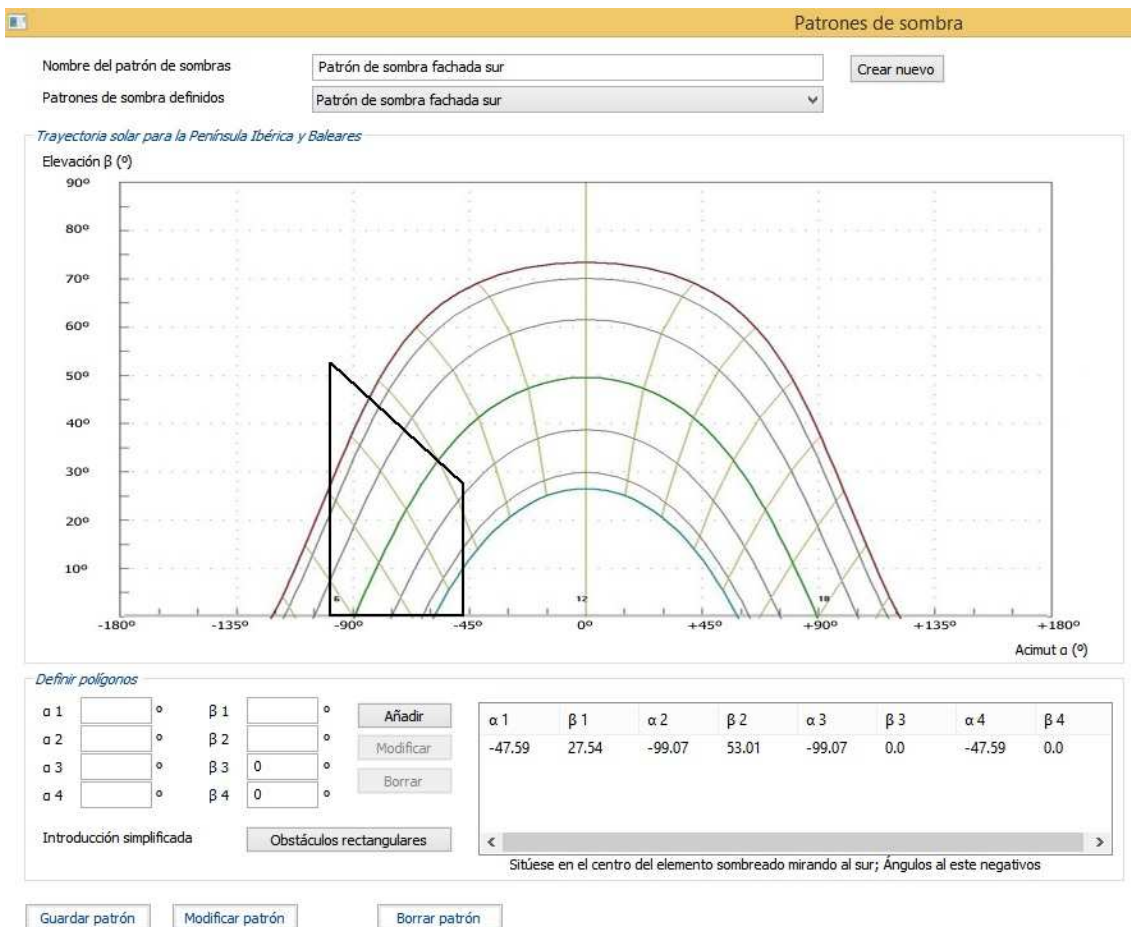 Patrones de sombra
Nombre del patrón de sombras Patrón de sombra fachada sur Crear nuevo
Patrones de sombra definidos Patrón de sombra fachada sur
Trayectoria solar para la Península Ibérica y Baleares
Elevación β (º)
90º
80º
70º
60º
50º
40º
30º
20º
10º
6 12 18
-180º -135º -90º -45º 0º +45º +90º +135º +180º
Acimut α (º)
Definir polígonos
α 1 º β 1 º Añadir
α 2 º β 2 º Modificar
α 3 º β 3 0 º Borrar
α 4 º β 4 0 º
α 1 β 1 α 2 β 2 α 3 β 3 α 4 β 4
-47.59 27.54 -99.07 53.01 -99.07 0.0 -47.59 0.0
Introducción simplificada Obstáculos rectangulares
Sitúese en el centro del elemento sombreado mirando al sur; Ángulos al este negativos
Guardar patrón Modificar patrón Borrar patrón